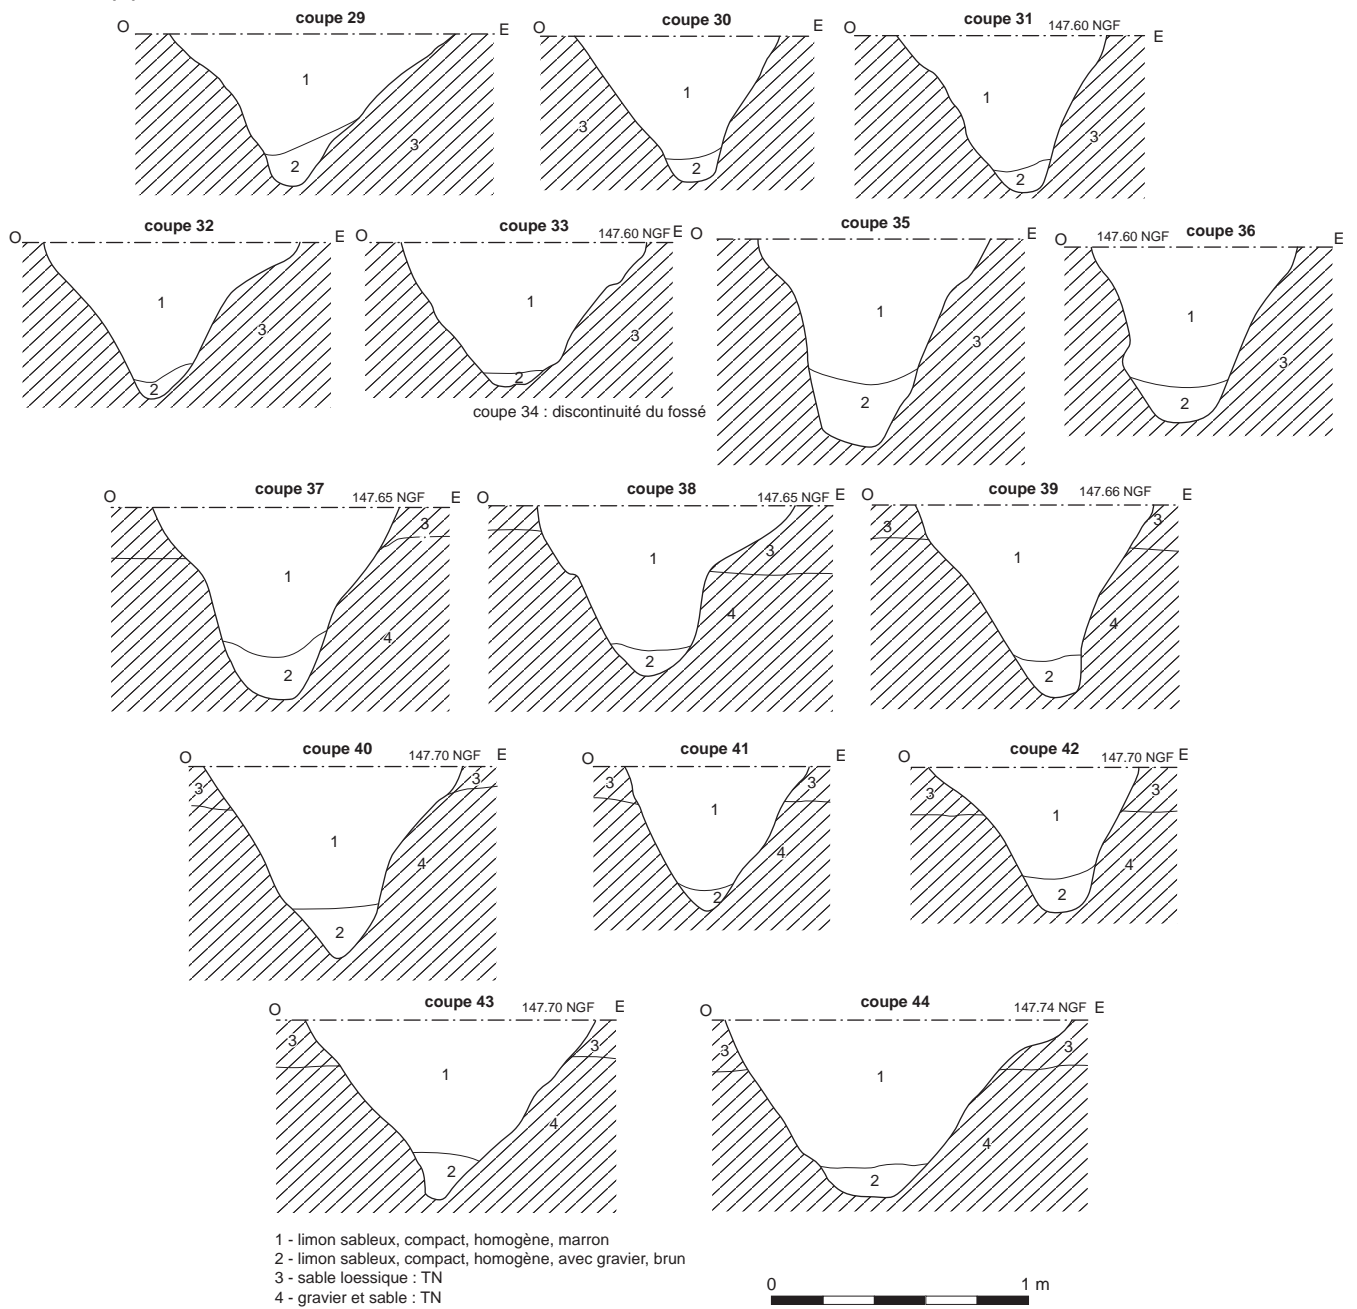 coupe 29
O E
1
2
3
coupe 30
1
3
2
coupe 31
O 147.60 NGF E
1
3
2
coupe 32
O E
1
3
2
coupe 33
O 147.60 NGF
1
3
2
coupe 34 : discontinuité du fossé
coupe 35
O E
1
3
2
coupe 36
147.60 NGF E
1
3
2
coupe 37
O 147.65 NGF E
3
1
4
2
coupe 38
O 147.65 NGF
1
3
4
2
coupe 39
O 147.66 NGF E
3 3
1
4
2
coupe 40
O 147.70 NGF E
3 3
1
4
2
coupe 41
O
3 3
1
4
2
coupe 42
O 147.70 NGF E
3 3
1
4
2
coupe 43
O 147.70 NGF E
3 3
1
4
2
coupe 44
O 147.74 NGF E
3 3
1
4
2
1 - limon sableux, compact, homogène, marron
2 - limon sableux, compact, homogène, avec gravier, brun
3 - sable loessique : TN
4 - gravier et sable : TN
0 1 m